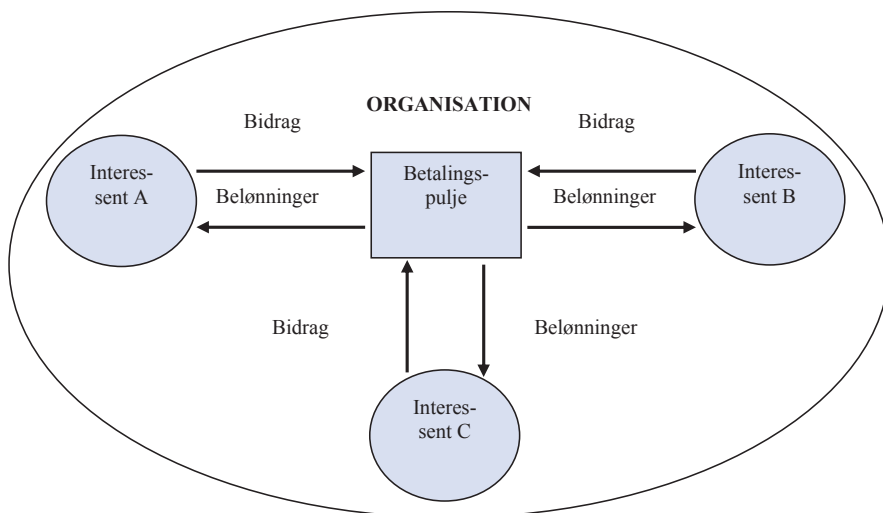 ORGANISATION
Bidrag
Bidrag
Interes-
sent A
Belønninger
Betalings-
pulje
Belønninger
Interes-
sent B
Bidrag
Belønninger
Interes-
sent C